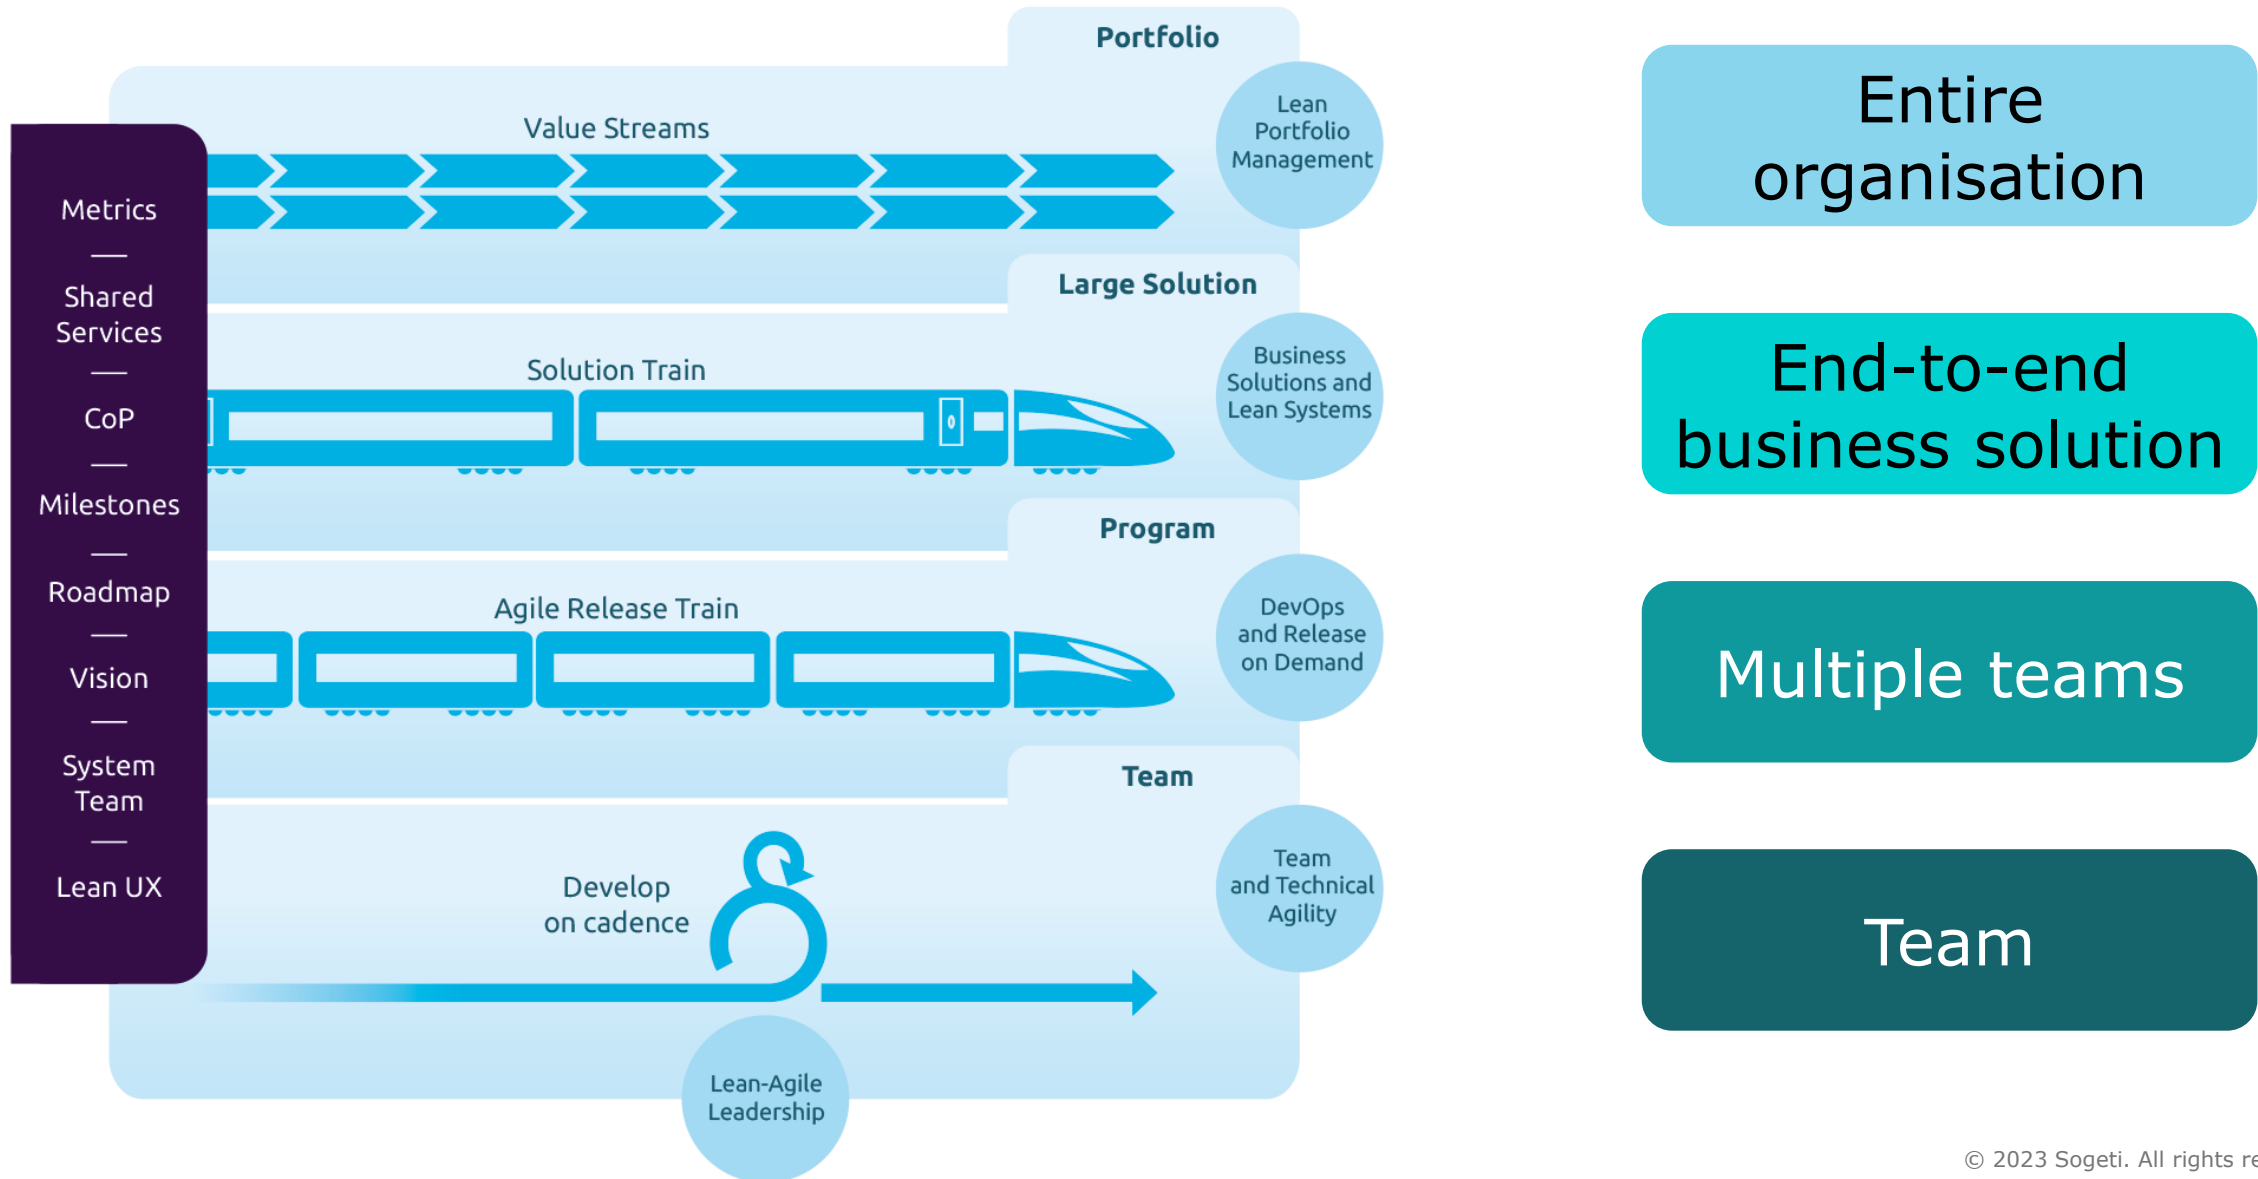 Metrics
Shared
Services
CoP
Milestones
Roadmap
Vision
System
Team
Lean UX
Portfolio
Value Streams
Lean
Portfolio
Management
Large Solution
Solution Train
Business
Solutions and
Lean Systems
Program
Agile Release Train
DevOps
and Release
on Demand
Team
Develop
on cadence
Team
and Technical
Agility
Lean-Agile
Leadership
Entire
organisation
End-to-end
business solution
Multiple teams
Team
© 2023 Sogeti. All rights re